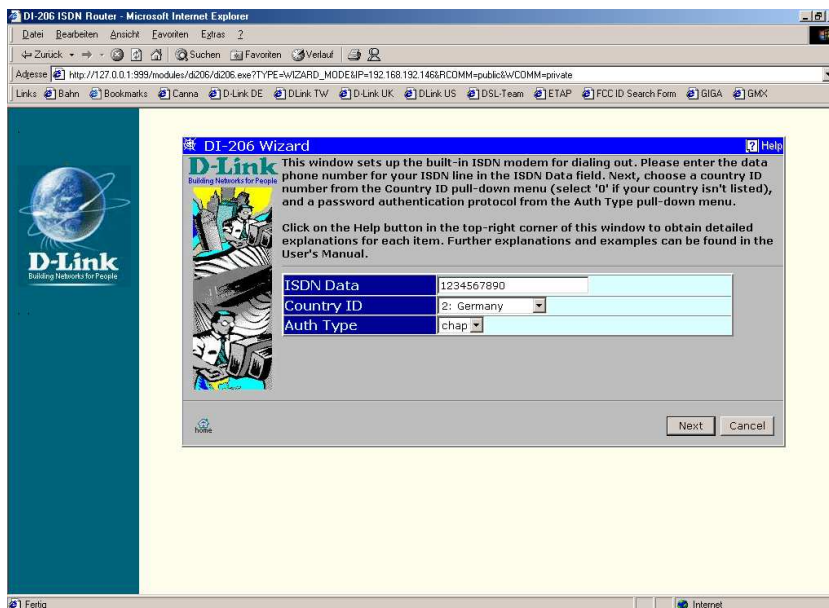 DI-206 ISDN Router - Microsoft Internet Explorer
Datei Bearbeiten Ansicht Favoriten Extras ?
Zurück Suchen Favoriten Verlauf
Adresse http://127.0.0.1:999/modules/di206/di206.exe?TYPE=WIZARD_MODE&IP=192.168.192.146&RCOMM=public&WCOMM=private
Links Bahn Bookmarks Canna D-Link DE DLink TW D-Link UK DLink US DSL-Team ETAP FCC ID Search Form GIGA GMX
D-Link
Building Networks for People
DI-206 Wizard
? Help
D-Link
Building Networks for People
This window sets up the built-in ISDN modem for dialing out. Please enter the data
phone number for your ISDN line in the ISDN Data field. Next, choose a country ID
number from the Country ID pull-down menu (select '0' if your country isn't listed),
and a password authentication protocol from the Auth Type pull-down menu.
Click on the Help button in the top-right corner of this window to obtain detailed
explanations for each item. Further explanations and examples can be found in the
User's Manual.
ISDN Data 1234567890
Country ID 2: Germany
Auth Type chap
home
Next Cancel
Fertig
Internet